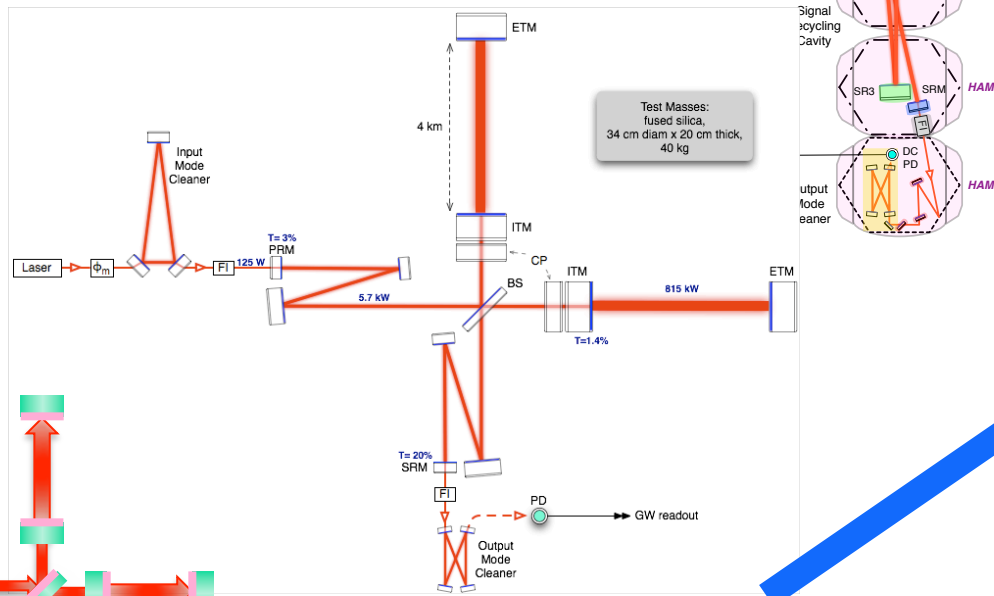 ETM
4 km
Test Masses:
fused silica,
34 cm diam x 20 cm thick,
40 kg
Input
Mode
Cleaner
ITM
T= 3%
PRM
Laser
ϕm
FI
125 W
CP
BS
ITM
ETM
5.7 kW
815 kW
T=1.4%
T= 20%
SRM
FI
PD
GW readout
Output
Mode
Cleaner
Signal
ecycling
Cavity
SR3
SRM
HAM
FI
DC
PD
utput
Mode
eaner
HAM